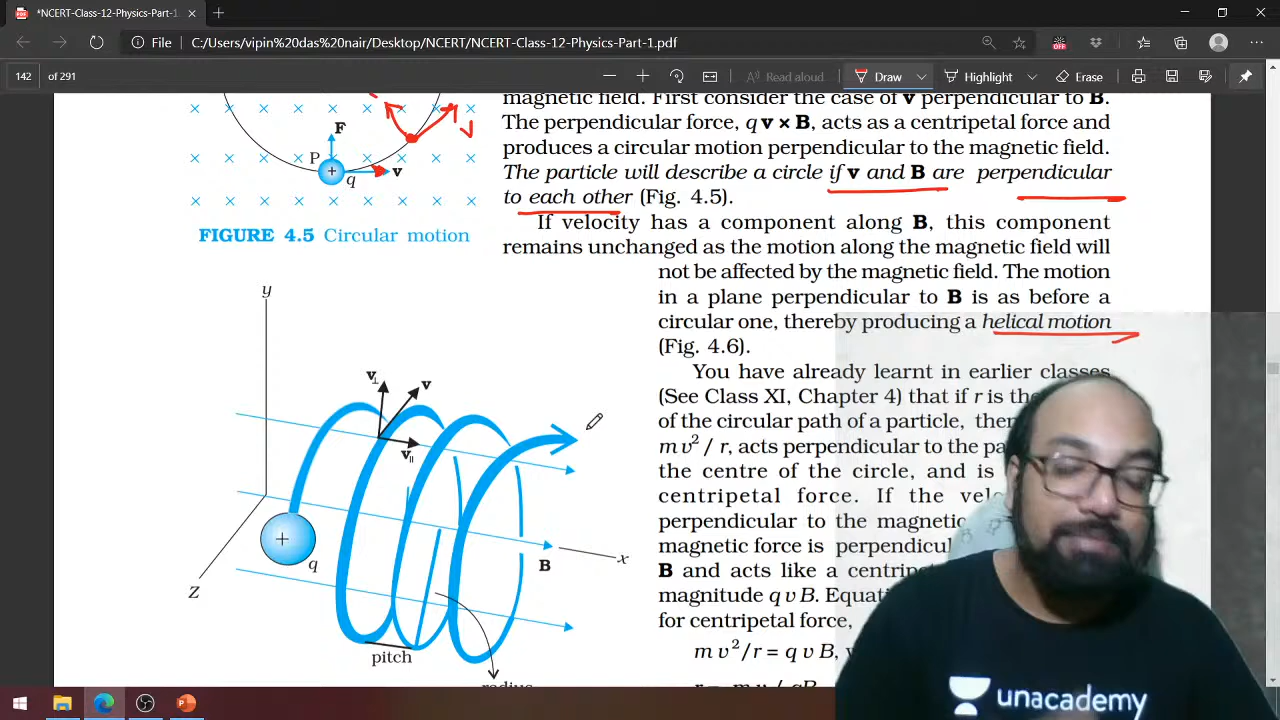 *NCERT-Class-12-Physics-Part-1.
File
C:/Users/vipin%20das%20nair/Desktop/NCERT/NCERT-Class-12-Physics-Part-1.pdf
142
of 291
Read aloud
Draw
Highlight
Erase
magnetic field. First consider the case of v perpendicular to B.
The perpendicular force, q v × B, acts as a centripetal force and
produces a circular motion perpendicular to the magnetic field.
The particle will describe a circle if v and B are perpendicular
to each other (Fig. 4.5).
If velocity has a component along B, this component
remains unchanged as the motion along the magnetic field will
not be affected by the magnetic field. The motion
in a plane perpendicular to B is as before a
circular one, thereby producing a helical motion
(Fig. 4.6).
You have already learnt in earlier classes
(See Class XI, Chapter 4) that if r is the
of the circular path of a particle,
m v²/ r, acts perpendicular to the
the centre of the circle, and is
centripetal force. If the
perpendicular to the
magnetic force is
B and acts like a
magnitude q v B.
for centripetal force,
m v²/r = q v B,
F
P
+
q
v
v
FIGURE 4.5 Circular motion
y
v⊥
v
v||
+
q
B
x
z
pitch
radius
unacademy